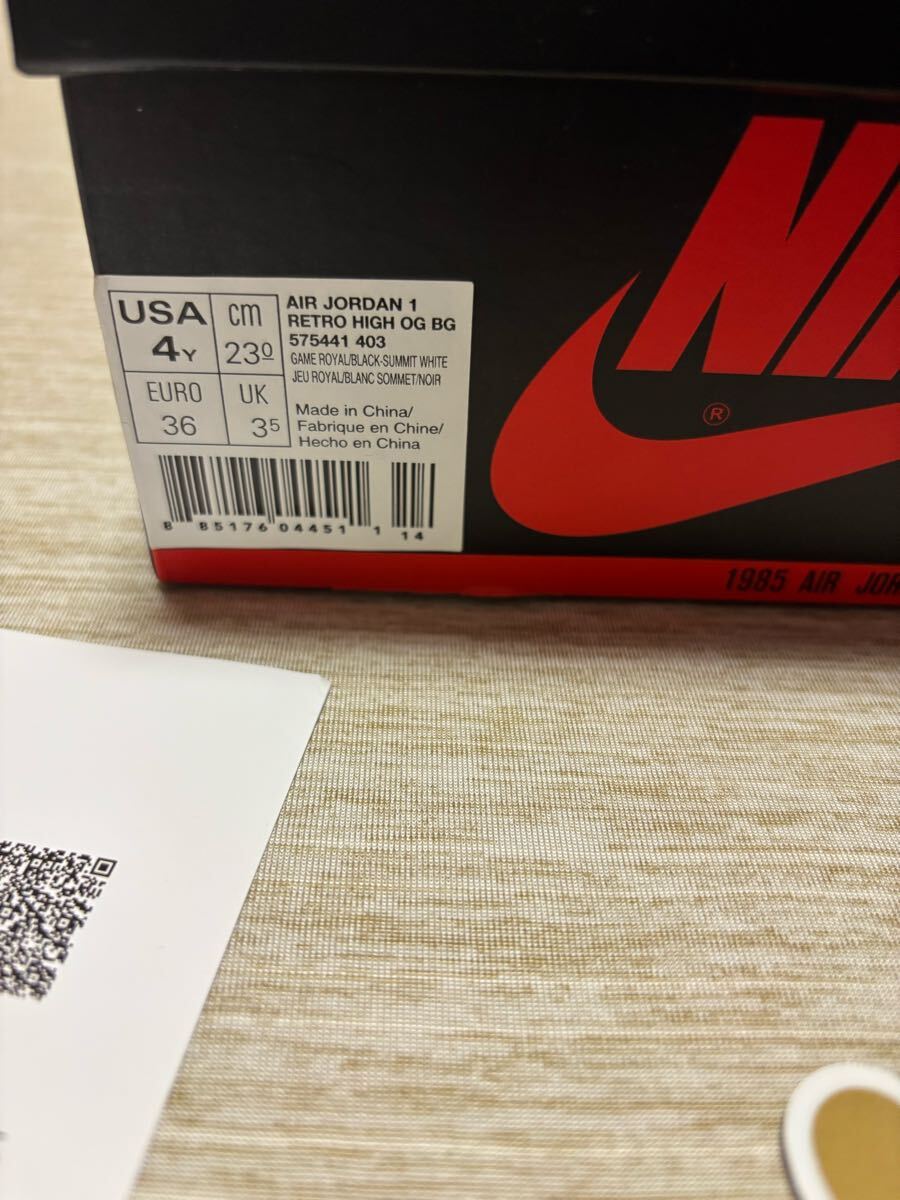 NI
®
USA
4Y
cm
23.0
EURO
36
UK
3.5
AIR JORDAN 1
RETRO HIGH OG BG
575441 403
GAME ROYAL/BLACK-SUMMIT WHITE
JEU ROYAL/BLANC SOMMET/NOIR
Made in China/
Fabrique en Chine/
Hecho en China
8 85176 04451 1 14
1985 AIR JOR